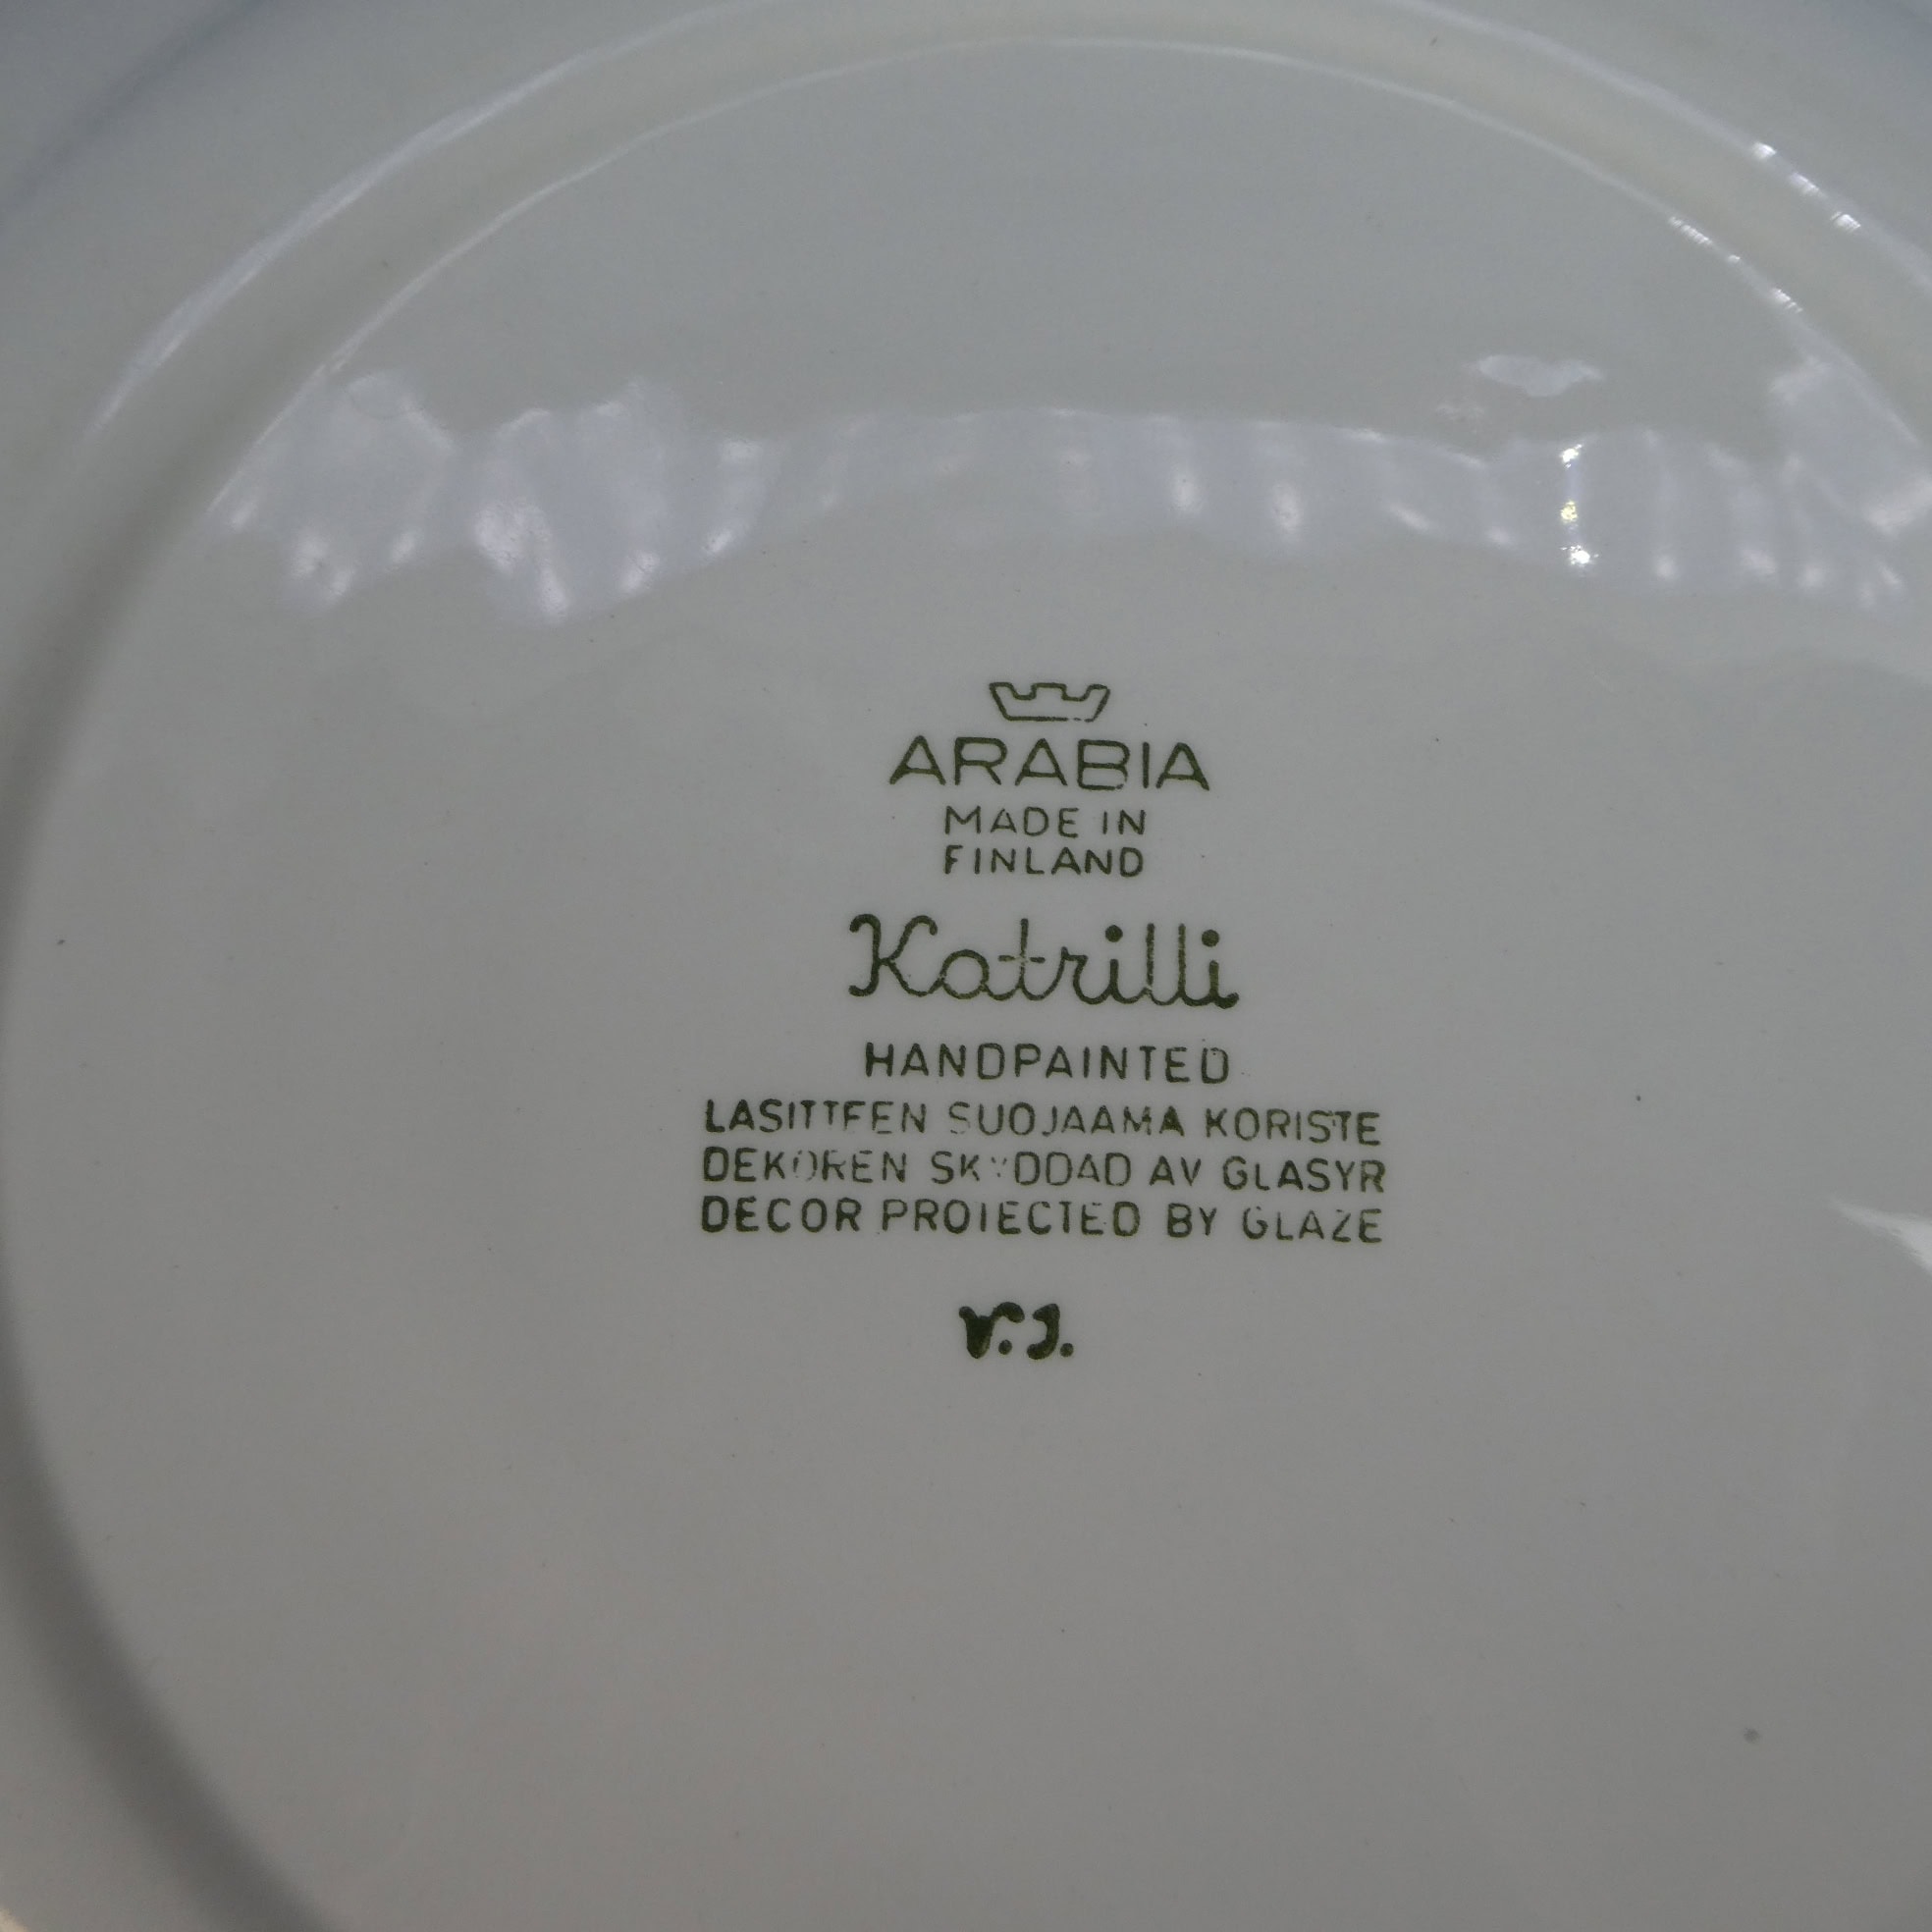 ARABIA
MADE IN
FINLAND
Katrilli
HANDPAINTED
LASITTEEN SUOJAAMA KORISTE
DEKOREN SKYDDAD AV GLASYR
DECOR PROTECTED BY GLAZE
V.J.